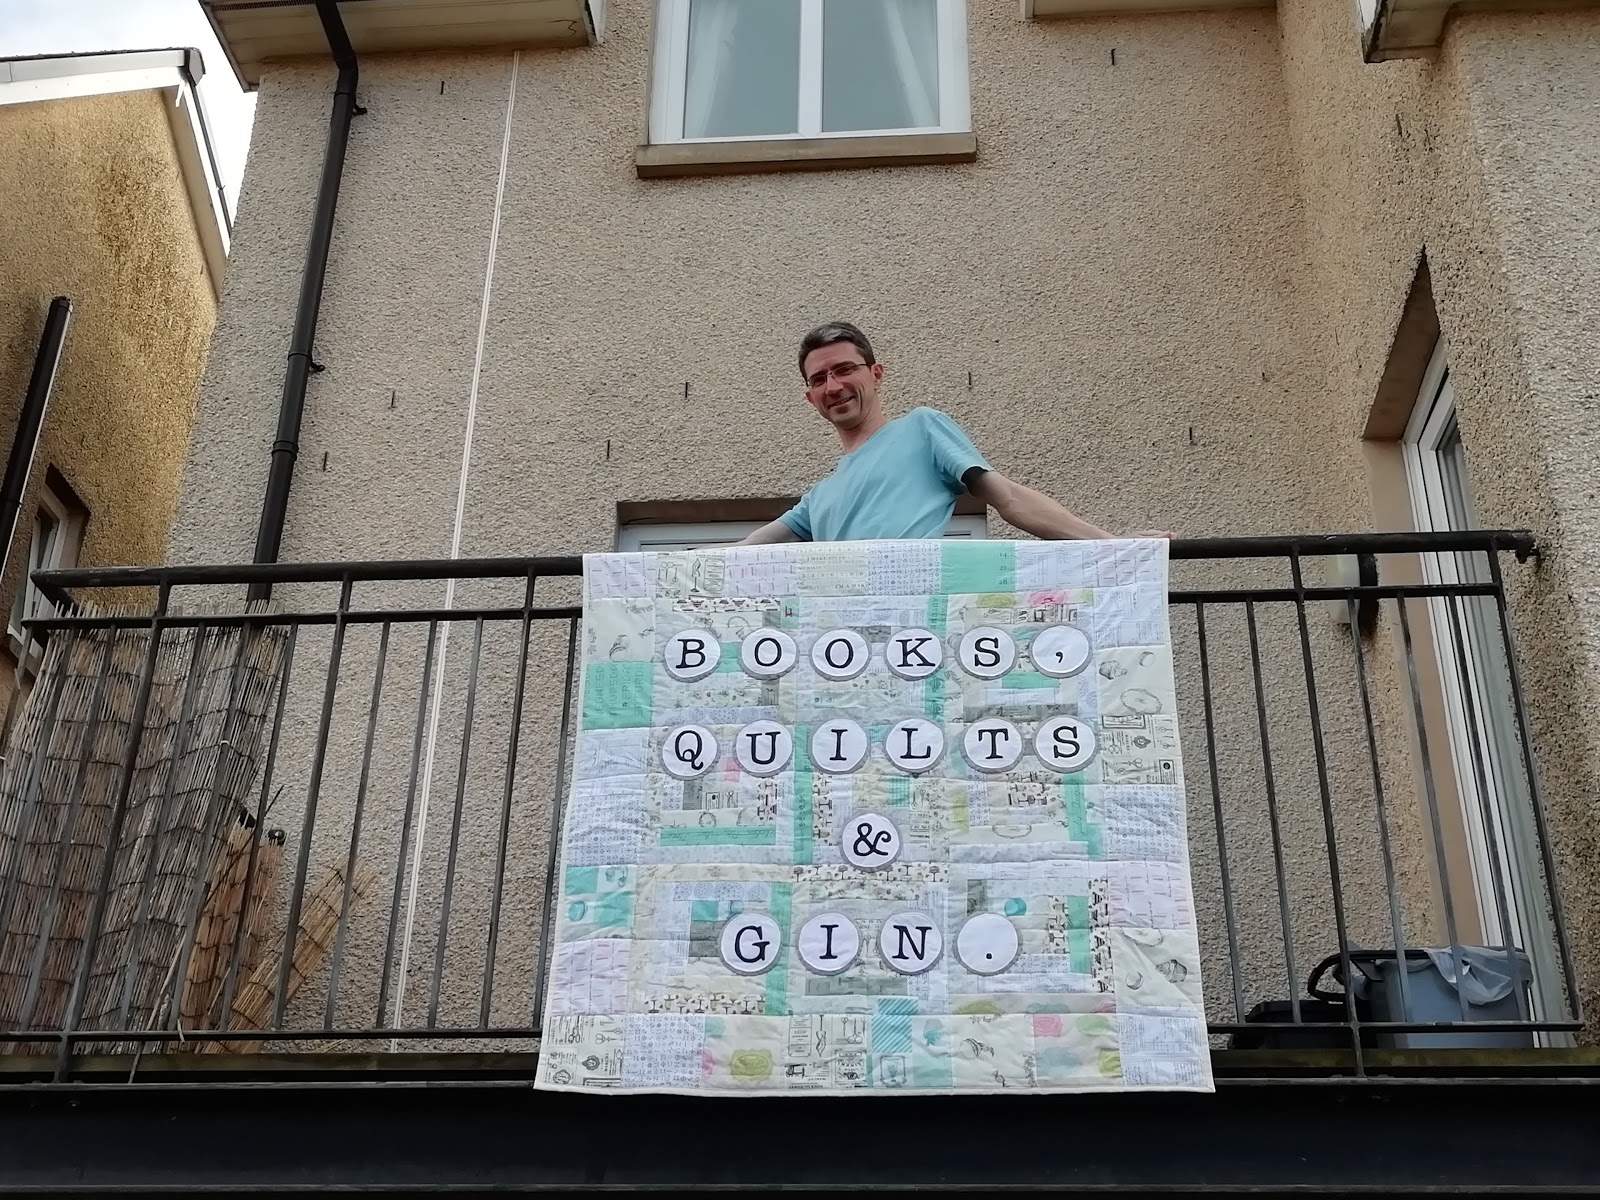 BOOKS,
QUILTS
&
GIN.